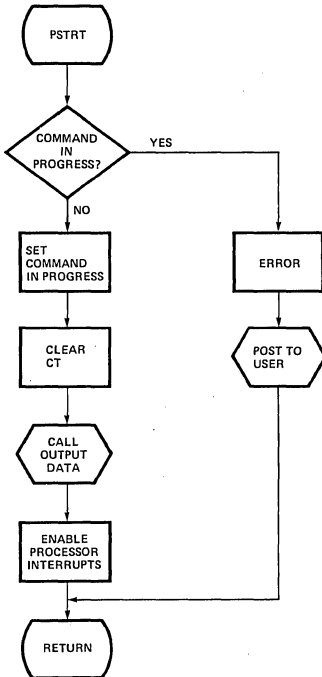 PSTRT
COMMAND
IN
PROGRESS?
YES
NO
SET
COMMAND
IN PROGRESS
ERROR
CLEAR
CT
POST TO
USER
CALL
OUTPUT
DATA
ENABLE
PROCESSOR
INTERRUPTS
RETURN